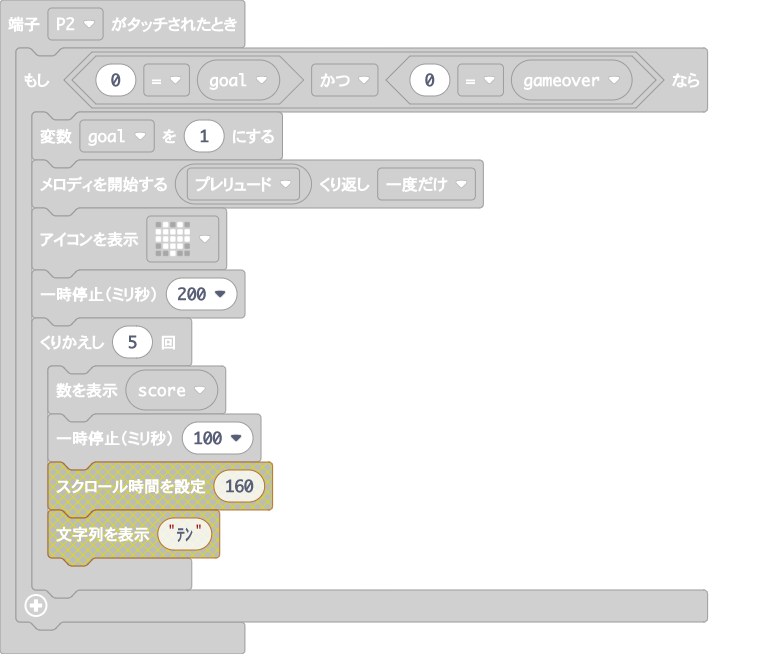 端子 P2 がタッチされたとき
もし 0 = goal かつ 0 = gameover なら
変数 goal を 1 にする
メロディを開始する プレリュード くり返し 一度だけ
アイコンを表示
一時停止(ミリ秒) 200
くりかえし 5 回
数を表示 score
一時停止(ミリ秒) 100
スクロール時間を設定 160
文字列を表示 "ﾃﾝ"